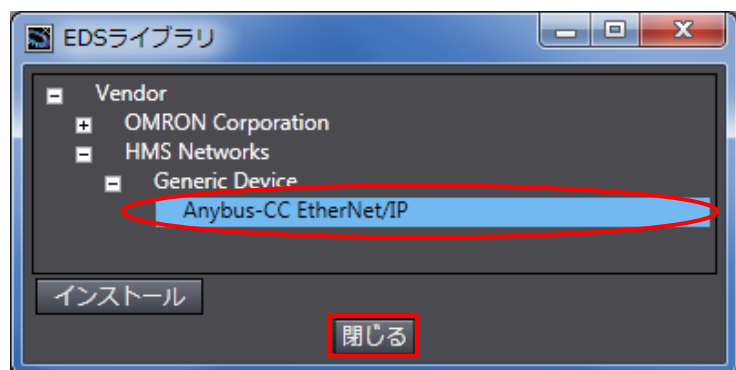 EDSライブラリ
Vendor
OMRON Corporation
HMS Networks
Generic Device
Anybus-CC EtherNet/IP
インストール
閉じる